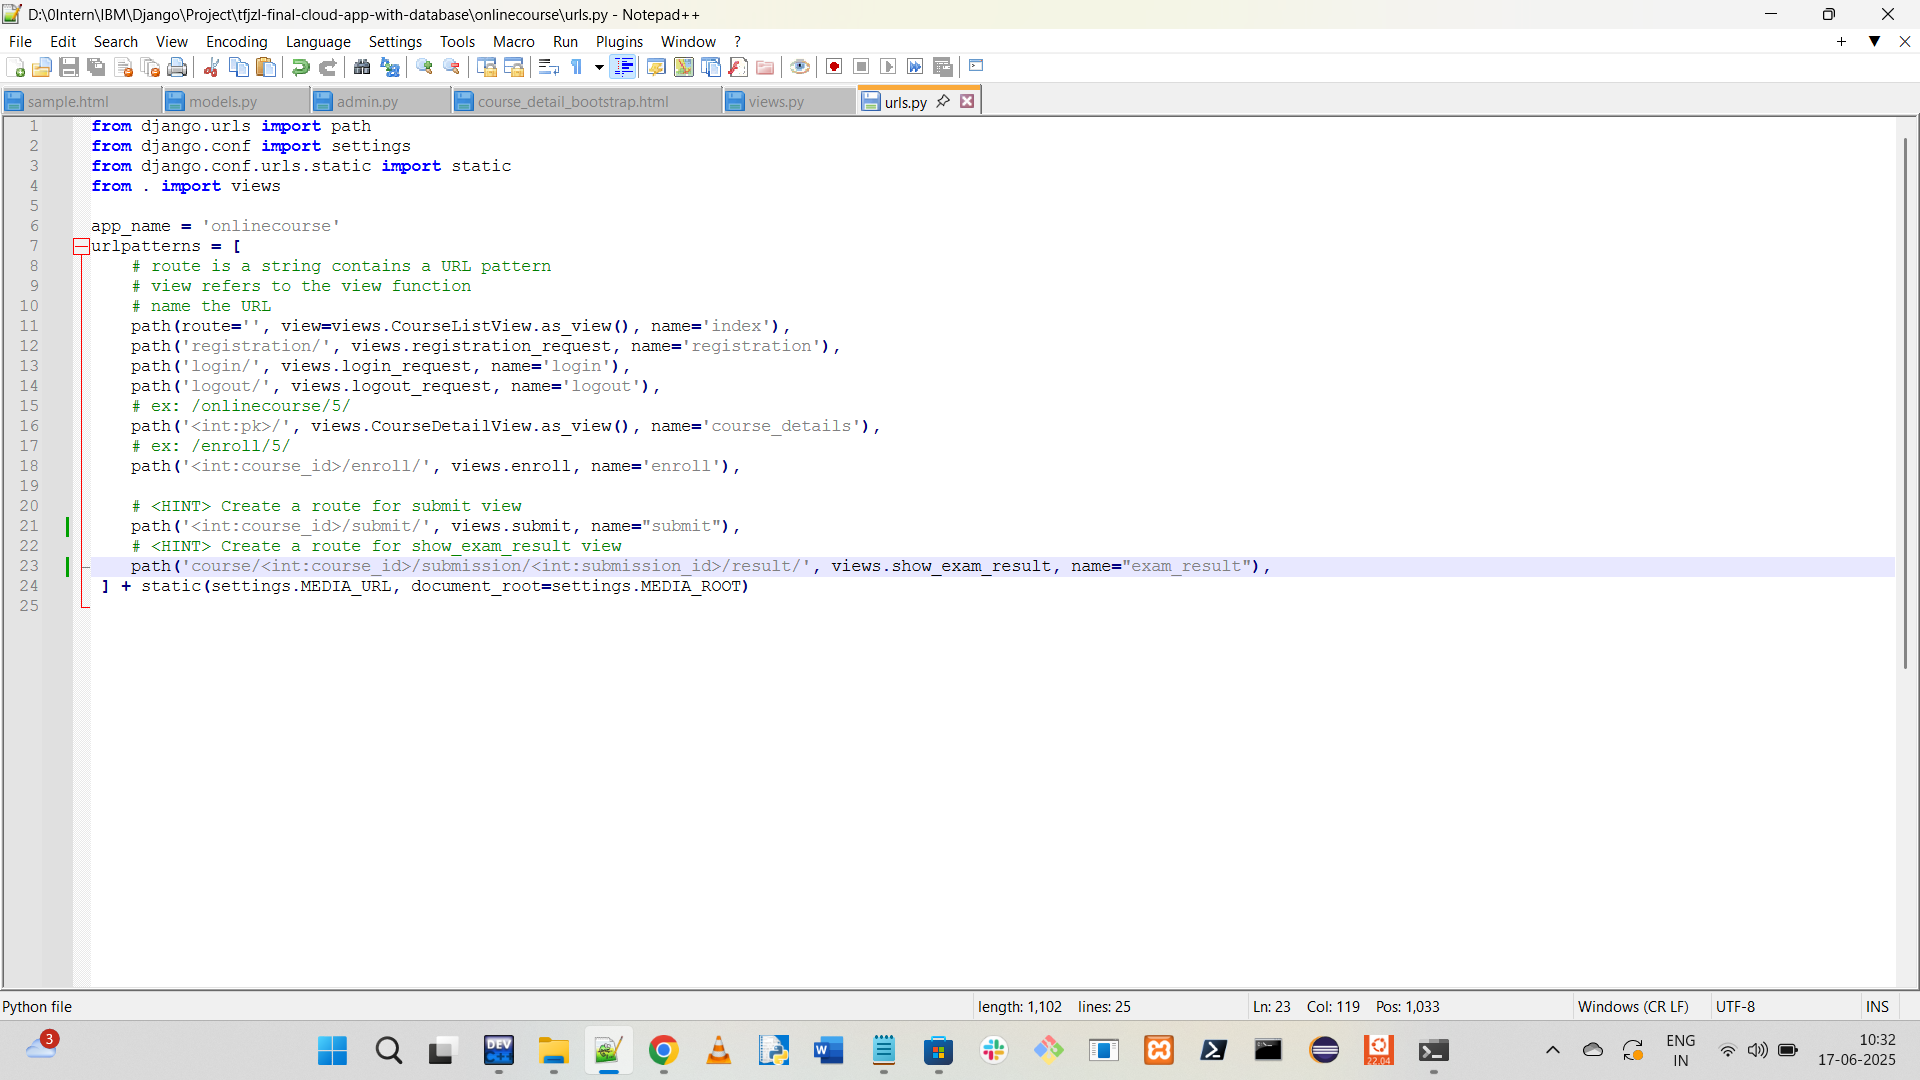 D:\0Intern\IBM\Django\Project\tfjzl-final-cloud-app-with-database\onlinecourse\urls.py - Notepad++
File Edit Search View Encoding Language Settings Tools Macro Run Plugins Window ?
sample.html models.py admin.py course_detail_bootstrap.html views.py urls.py
1 from django.urls import path
2 from django.conf import settings
3 from django.conf.urls.static import static
4 from . import views
5
6 app_name = 'onlinecourse'
7 urlpatterns = [
8 # route is a string contains a URL pattern
9 # view refers to the view function
10 # name the URL
11 path(route='', view=views.CourseListView.as_view(), name='index'),
12 path('registration/', views.registration_request, name='registration'),
13 path('login/', views.login_request, name='login'),
14 path('logout/', views.logout_request, name='logout'),
15 # ex: /onlinecourse/5/
16 path('<int:pk>/', views.CourseDetailView.as_view(), name='course_details'),
17 # ex: /enroll/5/
18 path('<int:course_id>/enroll/', views.enroll, name='enroll'),
19
20 # <HINT> Create a route for submit view
21 path('<int:course_id>/submit/', views.submit, name="submit"),
22 # <HINT> Create a route for show_exam_result view
23 path('course/<int:course_id>/submission/<int:submission_id>/result/', views.show_exam_result, name="exam_result"),
24 ] + static(settings.MEDIA_URL, document_root=settings.MEDIA_ROOT)
25
Python file length: 1,102 lines: 25 Ln: 23 Col: 119 Pos: 1,033 Windows (CR LF) UTF-8 INS
3
DEV C++
W
22.04
ENG
IN
10:32
17-06-2025